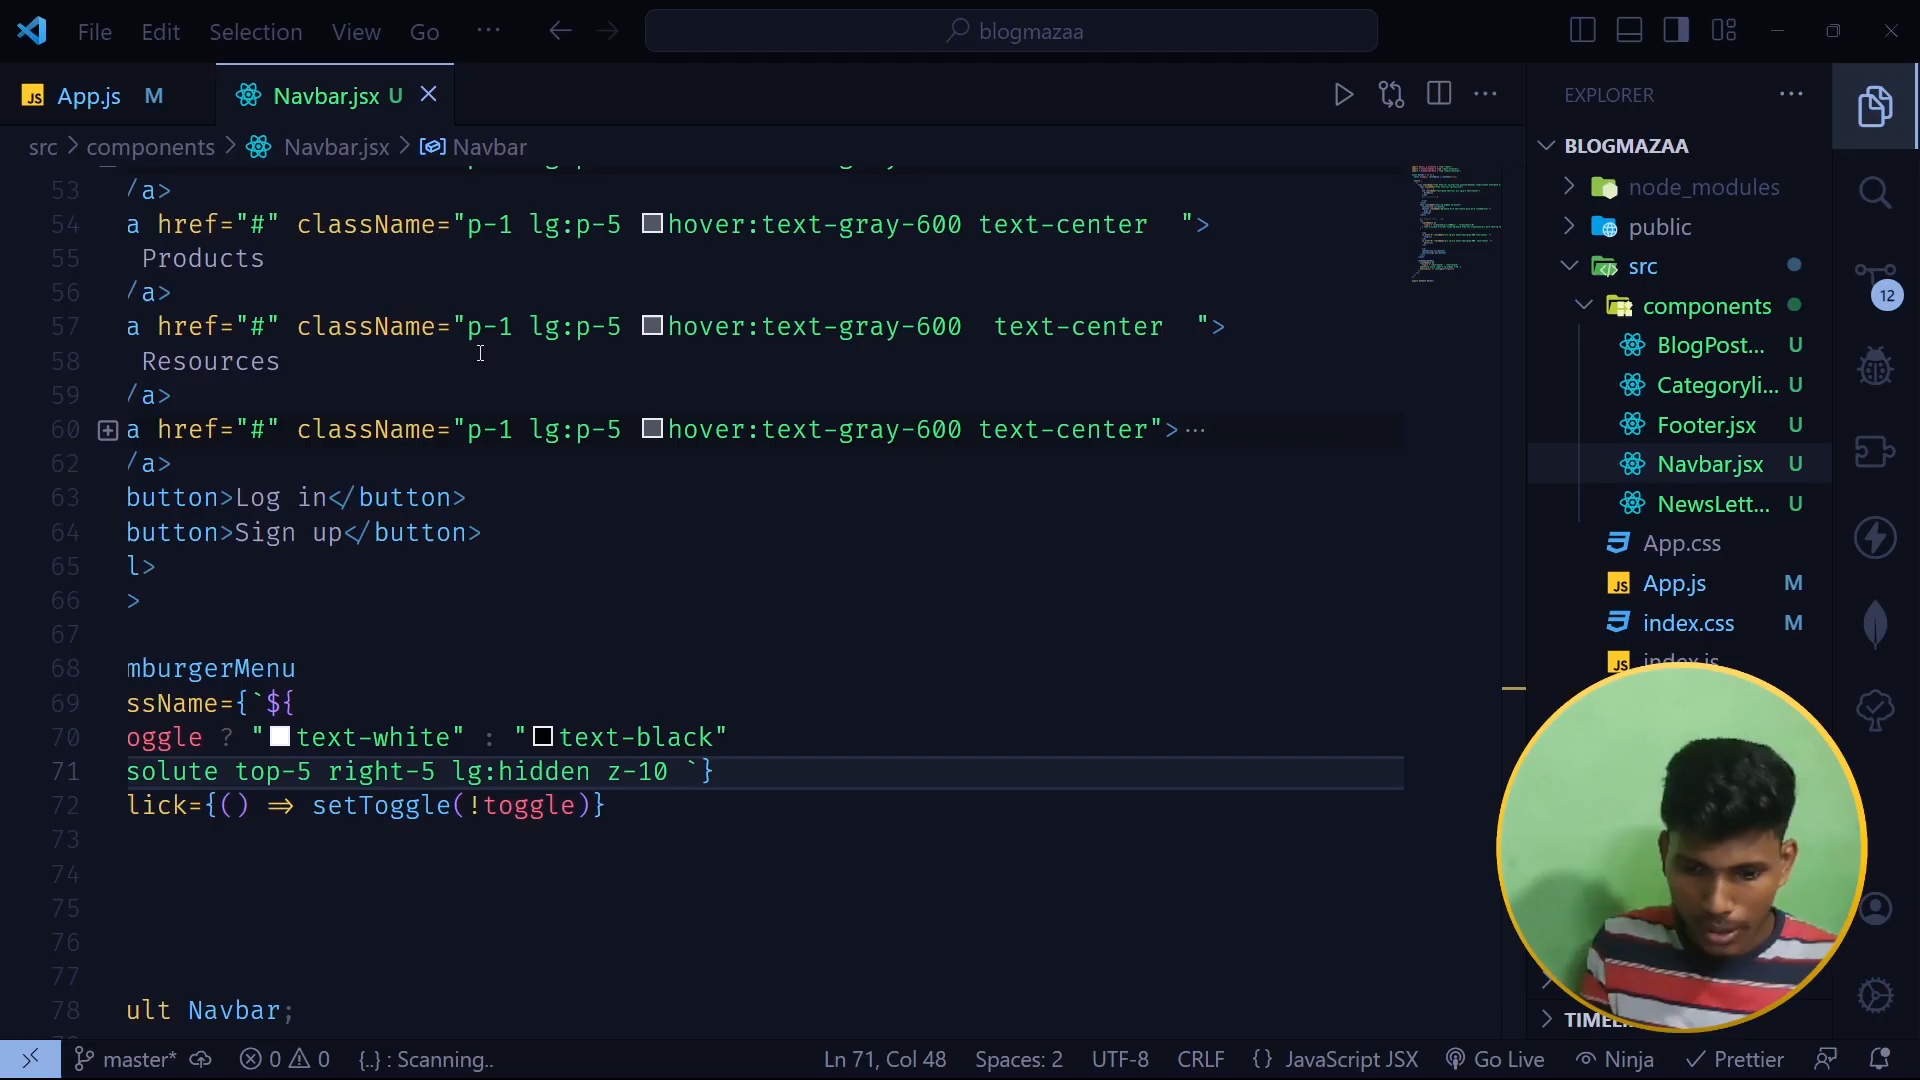 File Edit Selection View Go ... blogmazaa
JS App.js M Navbar.jsx U
src > components > Navbar.jsx > Navbar
EXPLORER ...
53 /a>
54 a href="#" className="p-1 lg:p-5 hover:text-gray-600 text-center  ">
55 Products
56 /a>
57 a href="#" className="p-1 lg:p-5 hover:text-gray-600  text-center  ">
58 Resources
59 /a>
60 a href="#" className="p-1 lg:p-5 hover:text-gray-600 text-center">...
62 /a>
63 button>Log in</button>
64 button>Sign up</button>
65 l>
66 >
67
68 mburgerMenu
69 ssName={`${
70 oggle ? "text-white" : "text-black"
71 solute top-5 right-5 lg:hidden z-10 `}
72 lick={() => setToggle(!toggle)}
73
74
75
76
77
78 ult Navbar;
BLOGMAZAA
node_modules
public
src
components
BlogPost... U
Categoryli... U
Footer.jsx U
Navbar.jsx U
NewsLett... U
App.css
JS App.js M
index.css M
JS index.js
12
master* 0 0 {..} : Scanning.. Ln 71, Col 48 Spaces: 2 UTF-8 CRLF {} JavaScript JSX Go Live Ninja Prettier